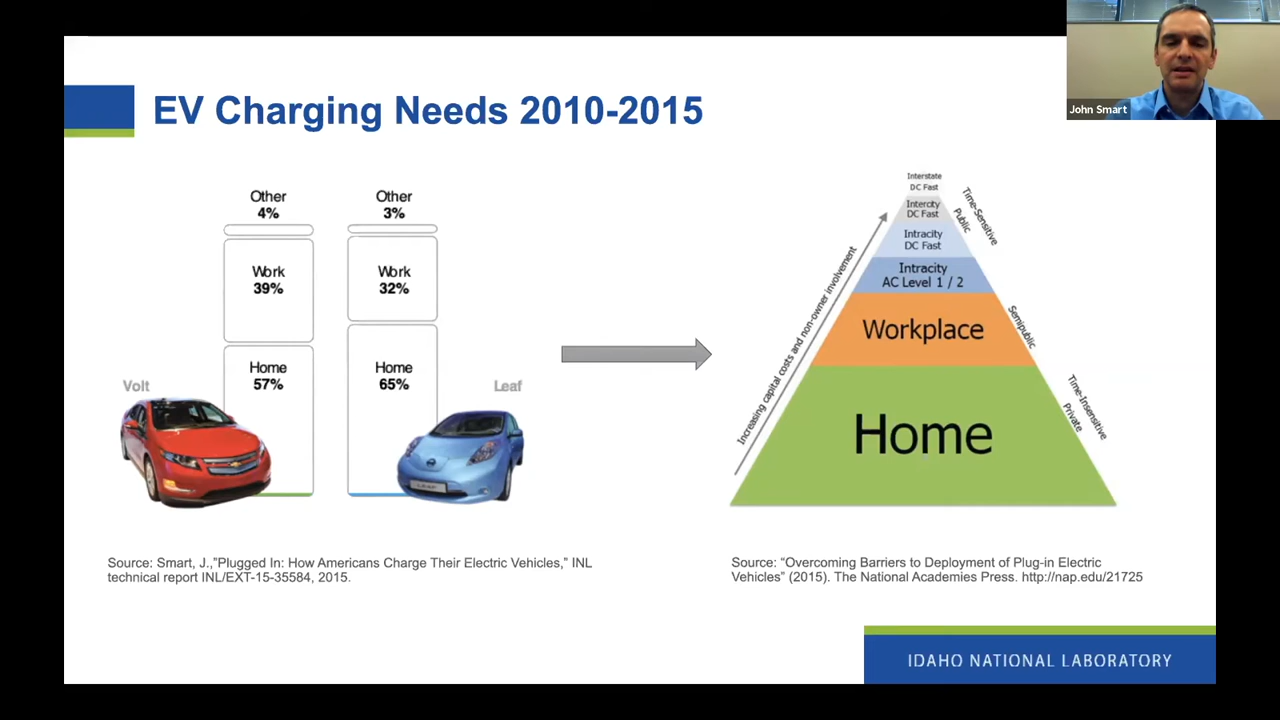 John Smart
EV Charging Needs 2010-2015
Other
4%
Work
39%
Home
57%
Volt
Other
3%
Work
32%
Home
65%
Leaf
LEAF
Interstate
DC Fast
Intercity
DC Fast
Intracity
DC Fast
Intracity
AC Level 1 / 2
Workplace
Home
Increasing capital costs and non-owner involvement
Time-Sensitive
Public
Semipublic
Time-Insensitive
Private
Source: Smart, J.,”Plugged In: How Americans Charge Their Electric Vehicles,” INL
technical report INL/EXT-15-35584, 2015.
Source: “Overcoming Barriers to Deployment of Plug-in Electric
Vehicles” (2015). The National Academies Press. http://nap.edu/21725
IDAHO NATIONAL LABORATORY